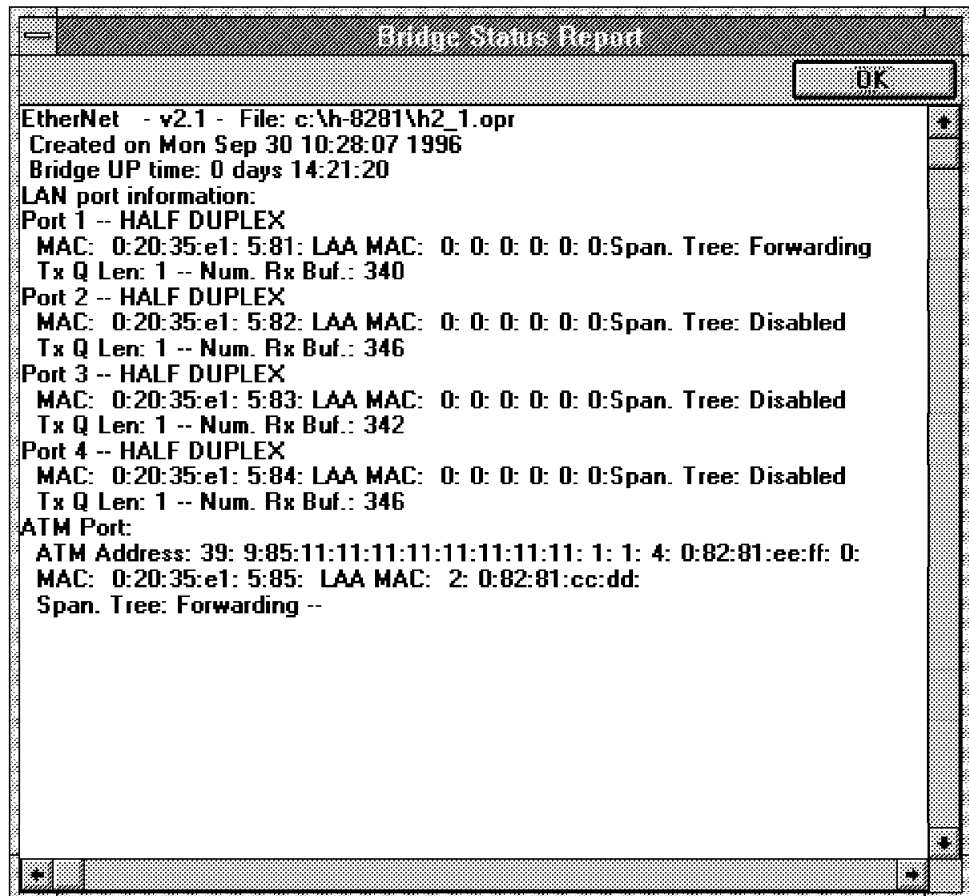 Bridge Status Report
OK
EtherNet - v2.1 - File: c:\h-8281\h2_1.opr
Created on Mon Sep 30 10:28:07 1996
Bridge UP time: 0 days 14:21:20
LAN port information:
Port 1 -- HALF DUPLEX
MAC: 0:20:35:e1: 5:81: LAA MAC: 0: 0: 0: 0: 0: 0:Span. Tree: Forwarding
Tx Q Len: 1 -- Num. Rx Buf.: 340
Port 2 -- HALF DUPLEX
MAC: 0:20:35:e1: 5:82: LAA MAC: 0: 0: 0: 0: 0: 0:Span. Tree: Disabled
Tx Q Len: 1 -- Num. Rx Buf.: 346
Port 3 -- HALF DUPLEX
MAC: 0:20:35:e1: 5:83: LAA MAC: 0: 0: 0: 0: 0: 0:Span. Tree: Disabled
Tx Q Len: 1 -- Num. Rx Buf.: 342
Port 4 -- HALF DUPLEX
MAC: 0:20:35:e1: 5:84: LAA MAC: 0: 0: 0: 0: 0: 0:Span. Tree: Disabled
Tx Q Len: 1 -- Num. Rx Buf.: 346
ATM Port:
ATM Address: 39: 9:85:11:11:11:11:11:11:11:11: 1: 1: 4: 0:82:81:ee:ff: 0:
MAC: 0:20:35:e1: 5:85: LAA MAC: 2: 0:82:81:cc:dd:
Span. Tree: Forwarding --